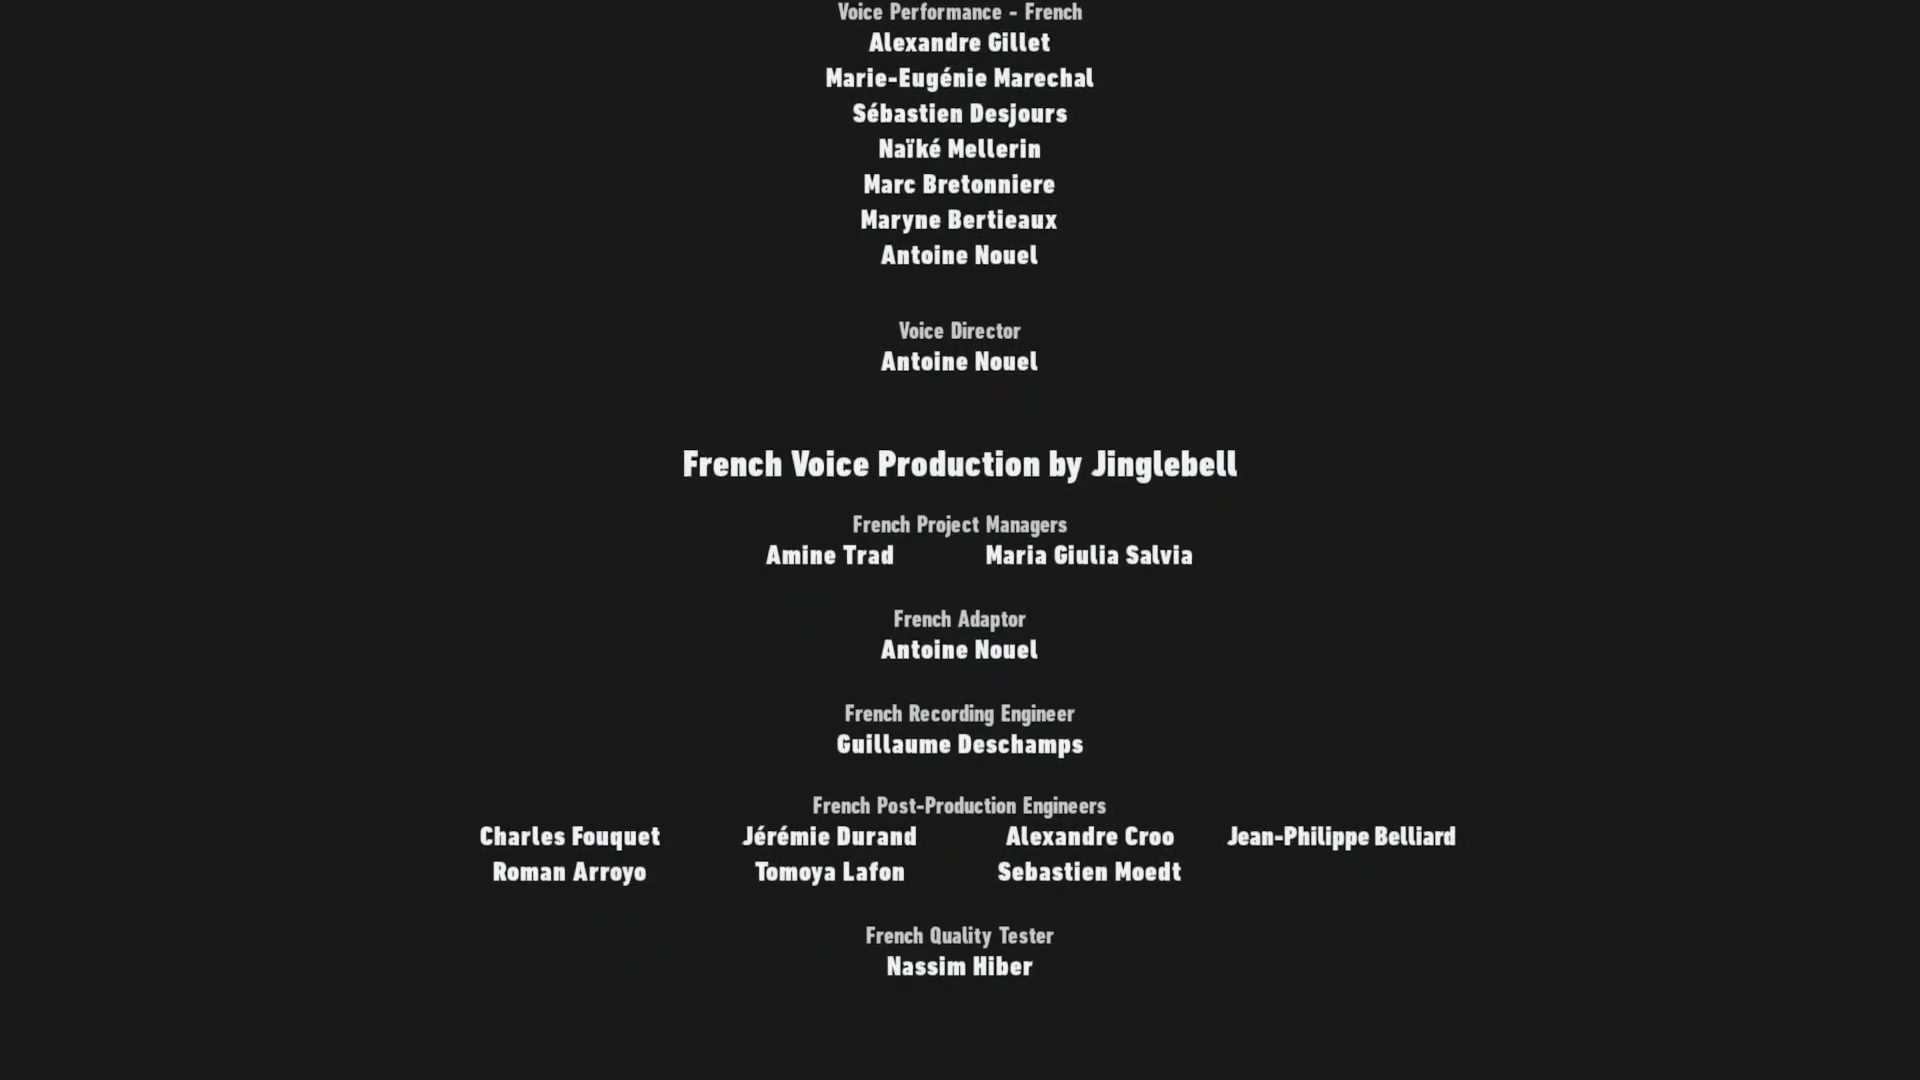 Voice Performance - French
Alexandre Gillet
Marie-Eugénie Marechal
Sébastien Desjours
Naïké Mellerin
Marc Bretonniere
Maryne Bertieaux
Antoine Nouel
Voice Director
Antoine Nouel
French Voice Production by Jinglebell
French Project Managers
Amine Trad Maria Giulia Salvia
French Adaptor
Antoine Nouel
French Recording Engineer
Guillaume Deschamps
French Post-Production Engineers
Charles Fouquet Jérémie Durand Alexandre Croo Jean-Philippe Belliard
Roman Arroyo Tomoya Lafon Sebastien Moedt
French Quality Tester
Nassim Hiber